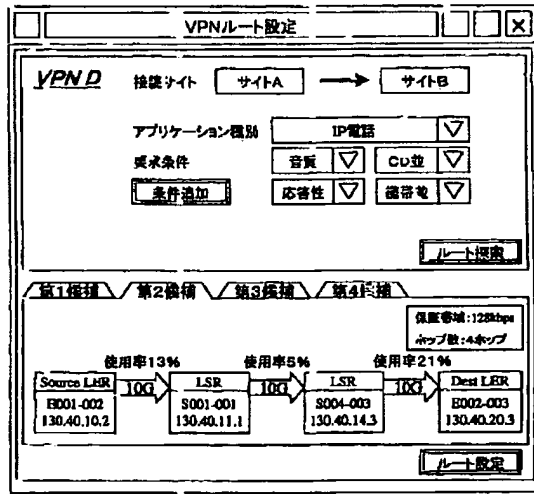 VPNルート設定
VPN D 接続サイト サイトA サイトB
アプリケーション種別 IP電話
要求条件 音質 CD並
条件追加 応答性 携帯並
ルート探索
第1候補 第2候補 第3候補 第4候補
保証帯域:128kbps
ホップ数:4ホップ
使用率13% 使用率5% 使用率21%
Source LER 10G LSR 10G LSR 10G Dest LER
E001-002 S001-001 S004-003 E002-003
130.40.10.2 130.40.11.1 130.40.14.3 130.40.20.3
ルート設定